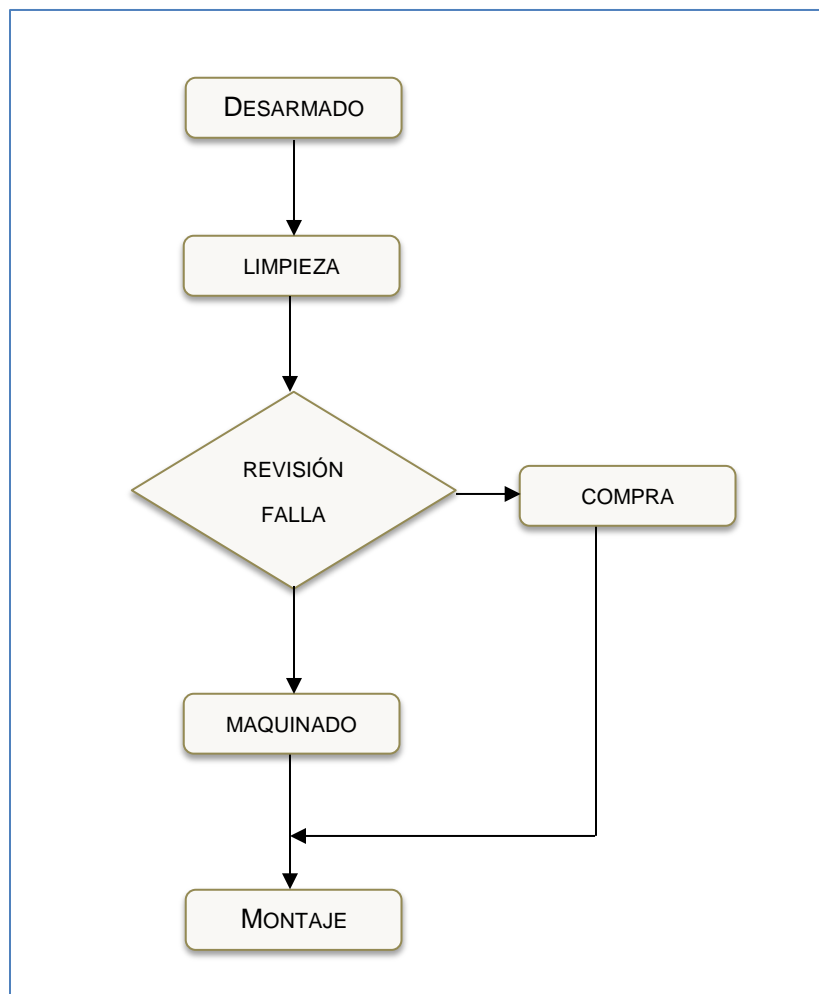 DESARMADO
LIMPIEZA
REVISIÓN
FALLA
COMPRA
MAQUINADO
MONTAJE